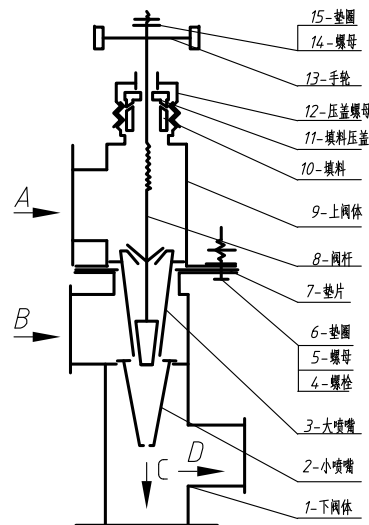 15-垫圈
14-螺母
13-手轮
12-压盖螺母
11-填料压盖
10-填料
A
9-上阀体
8-阀杆
7-垫片
B
6-垫圈
5-螺母
4-螺栓
3-大喷嘴
C
D
2-小喷嘴
1-下阀体